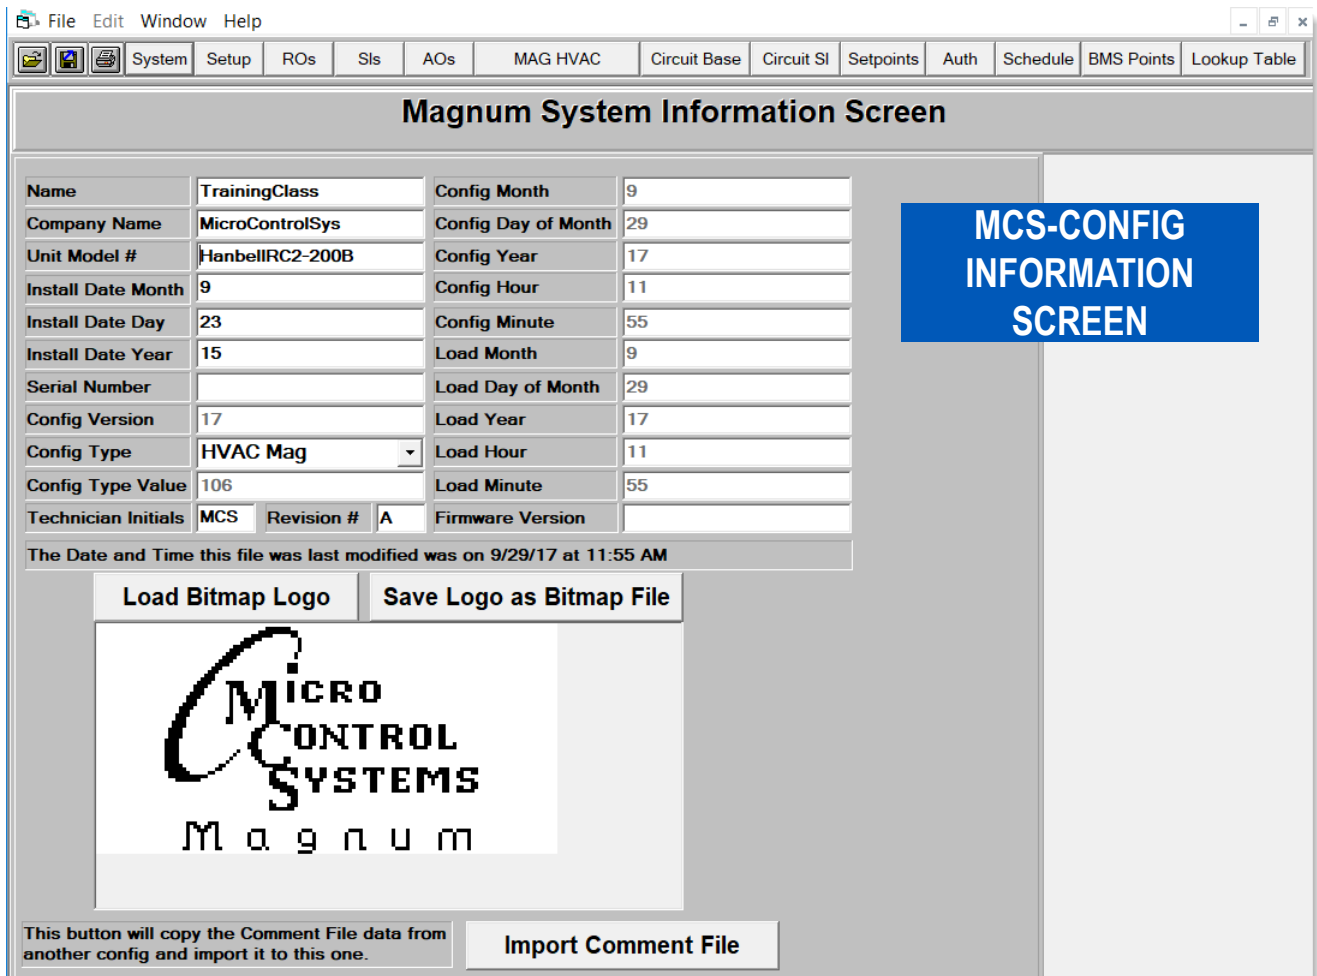 File Edit Window Help
System Setup ROs SIs AOs MAG HVAC Circuit Base Circuit SI Setpoints Auth Schedule BMS Points Lookup Table
Magnum System Information Screen
Name TrainingClass Config Month 9
Company Name MicroControlSys Config Day of Month 29
Unit Model # HanbellRC2-200B Config Year 17
Install Date Month 9 Config Hour 11
Install Date Day 23 Config Minute 55
Install Date Year 15 Load Month 9
Serial Number Load Day of Month 29
Config Version 17 Load Year 17
Config Type HVAC Mag Load Hour 11
Config Type Value 106 Load Minute 55
Technician Initials MCS Revision # A Firmware Version
MCS-CONFIG
INFORMATION
SCREEN
The Date and Time this file was last modified was on 9/29/17 at 11:55 AM
Load Bitmap Logo Save Logo as Bitmap File
MICRO
CONTROL
SYSTEMS
Magnum
This button will copy the Comment File data from
another config and import it to this one.
Import Comment File